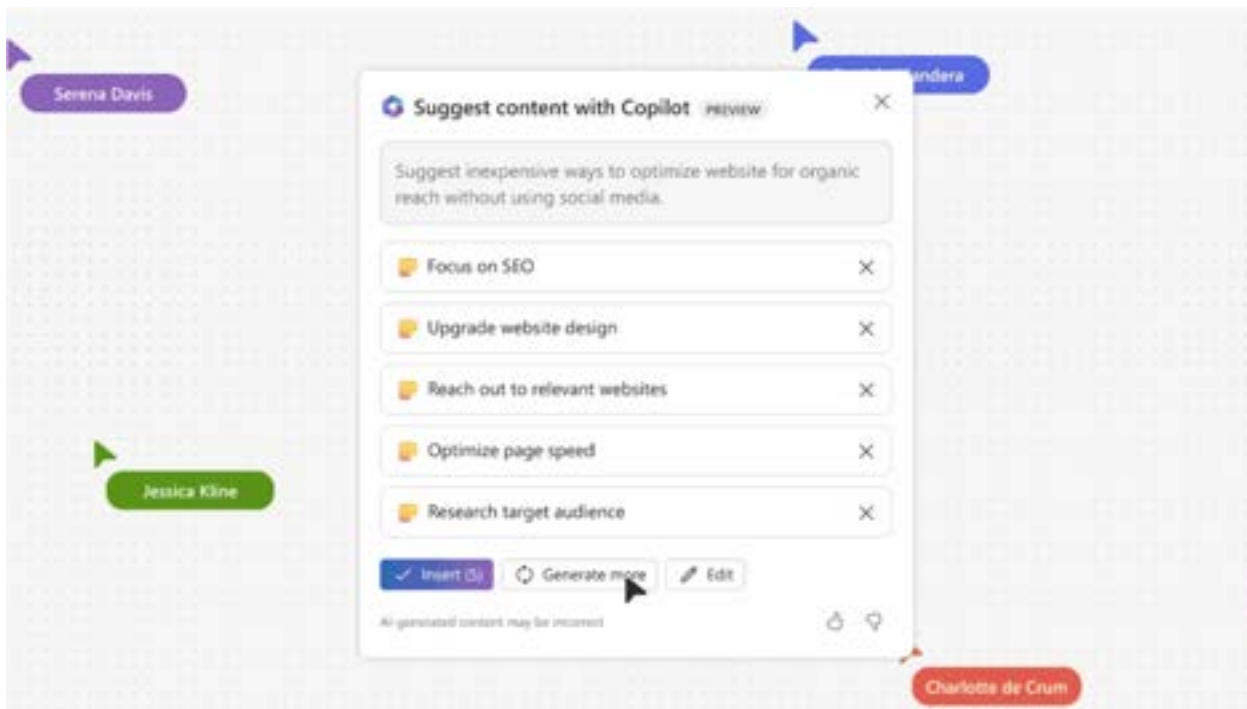 Serena Davis
andera
Suggest content with Copilot PREVIEW
Suggest inexpensive ways to optimize website for organic
reach without using social media.
Focus on SEO
Upgrade website design
Reach out to relevant websites
Optimize page speed
Research target audience
Jessica Kline
Insert (5) Generate more Edit
AI-generated content may be incorrect
Charlotte de Crum